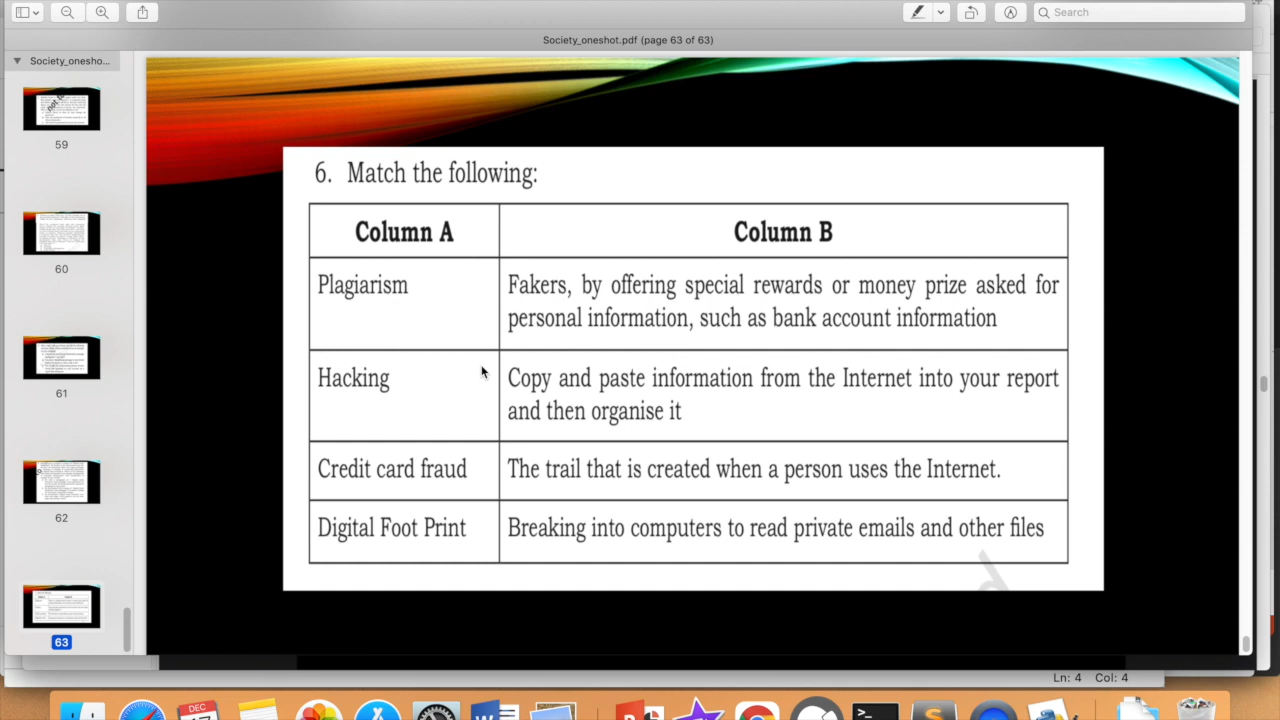 Search
Society_oneshot.pdf (page 63 of 63)
Society_onesho...
59
60
61
62
63
6. Match the following:
Column A
Column B
Plagiarism
Fakers, by offering special rewards or money prize asked for
personal information, such as bank account information
Hacking
Copy and paste information from the Internet into your report
and then organise it
Credit card fraud
The trail that is created when a person uses the Internet.
Digital Foot Print
Breaking into computers to read private emails and other files
Ln: 4 Col: 4
DEC